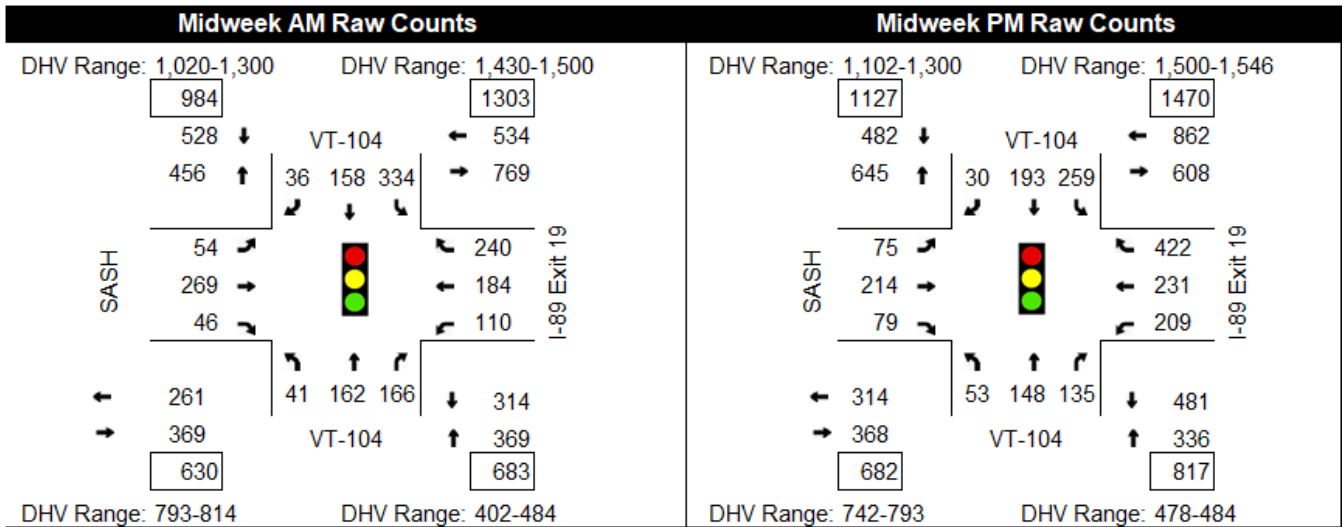 Midweek AM Raw Counts
DHV Range: 1,020-1,300 DHV Range: 1,430-1,500
984 1303
528 534
VT-104
456 769
36 158 334
54 240
269 184
46 110
SASH
I-89 Exit 19
41 162 166
261 314
369 369
VT-104
630 683
DHV Range: 793-814 DHV Range: 402-484
Midweek PM Raw Counts
DHV Range: 1,102-1,300 DHV Range: 1,500-1,546
1127 1470
482 862
VT-104
645 608
30 193 259
75 422
214 231
79 209
SASH
I-89 Exit 19
53 148 135
314 481
368 336
VT-104
682 817
DHV Range: 742-793 DHV Range: 478-484